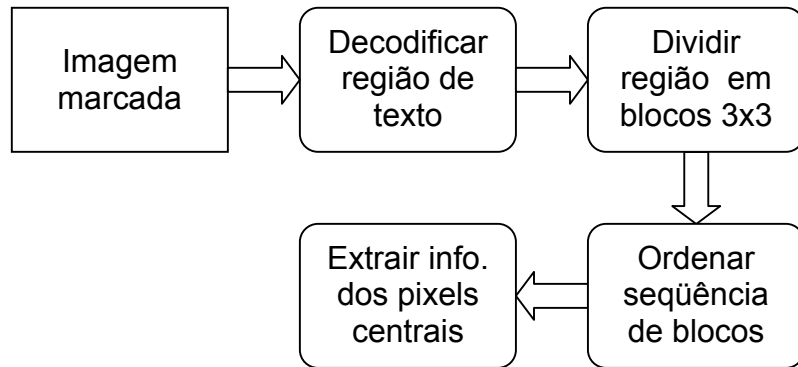 Imagem
marcada
Decodificar
região de
texto
Dividir
região em
blocos 3x3
Ordenar
seqüência
de blocos
Extrair info.
dos pixels
centrais